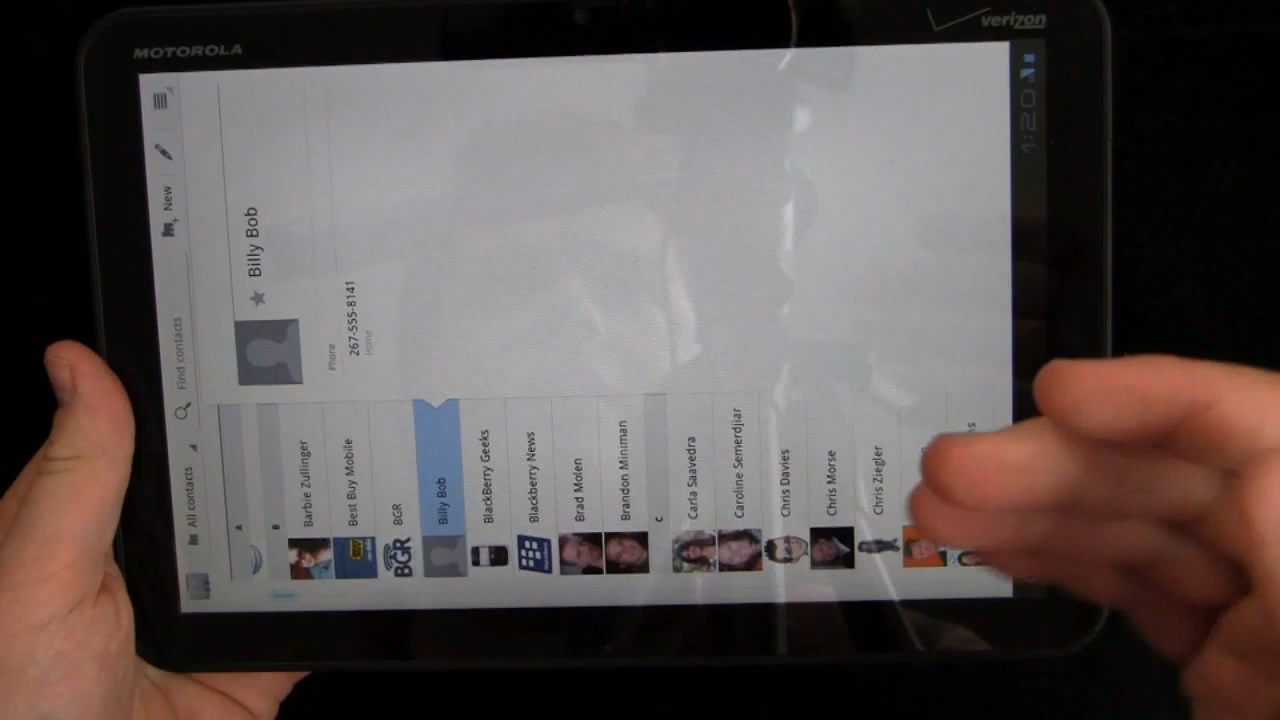 MOTOROLA
verizon
1:20
All contacts
Find contacts
New
A
B
Barbie Zullinger
Best Buy Mobile
BGR
BGR
Billy Bob
BlackBerry Geeks
Blackberry News
Brad Molen
Brandon Miniman
C
Carla Saavedra
Caroline Semerdjiar
Chris Davies
Chris Morse
Chris Ziegler
Billy Bob
Phone
267-555-8141
Home